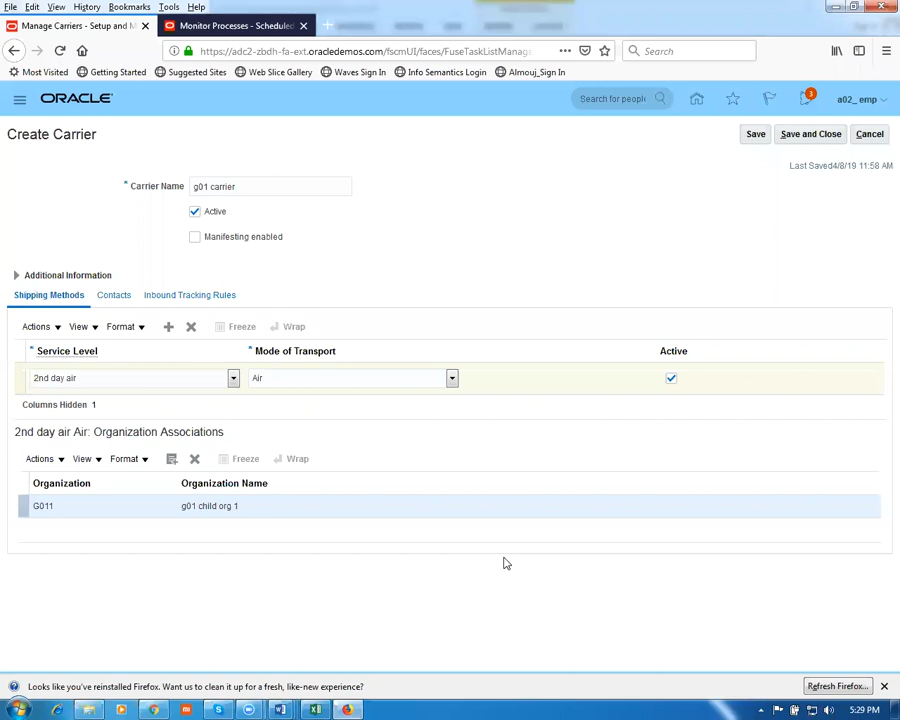 File Edit View History Bookmarks Tools Help
Manage Carriers - Setup and M
Monitor Processes - Scheduled
https://adc2-zbdh-fa-ext.oracledemos.com/fscmUI/faces/FuseTaskListManag
Search
Most Visited Getting Started Suggested Sites Web Slice Gallery Waves Sign In Info Semantics Login Almouj_Sign In
ORACLE
Search for people
3
a02_ emp
Create Carrier
Save Save and Close Cancel
Last Saved4/8/19 11:58 AM
* Carrier Name g01 carrier
Active
Manifesting enabled
Additional Information
Shipping Methods Contacts Inbound Tracking Rules
Actions View Format Freeze Wrap
* Service Level * Mode of Transport Active
2nd day air Air
Columns Hidden 1
2nd day air Air: Organization Associations
Actions View Format Freeze Wrap
Organization Organization Name
G011 g01 child org 1
Looks like you've reinstalled Firefox. Want us to clean it up for a fresh, like-new experience?
Refresh Firefox...
5:29 PM